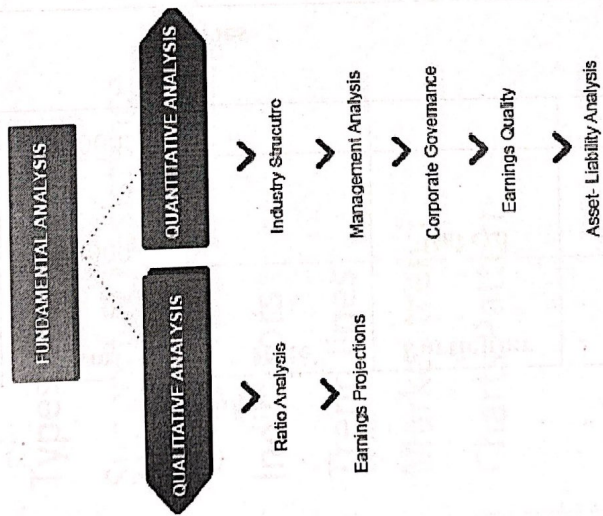 FUNDAMENTAL ANALYSIS
QUALITATIVE ANALYSIS
Ratio Analysis
Earnings Projections
QUANTITATIVE ANALYSIS
Industry Strucutre
Management Analysis
Corporate Governance
Earnings Quality
Asset- Liability Analysis